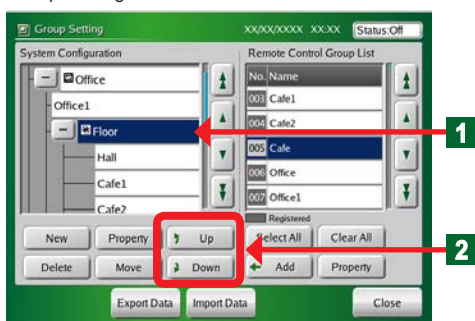 Group Setting XX/XX/XXXX XX:XX Status:Off
System Configuration
Office
Office1
Floor
Hall
Cafe1
Cafe2
Remote Control Group List
No. Name
003 Cafe1
004 Cafe2
005 Cafe
006 Office
007 Office1
Registered
1
New Property Up Select All Clear All
2
Delete Move Down Add Property
Export Data Import Data Close